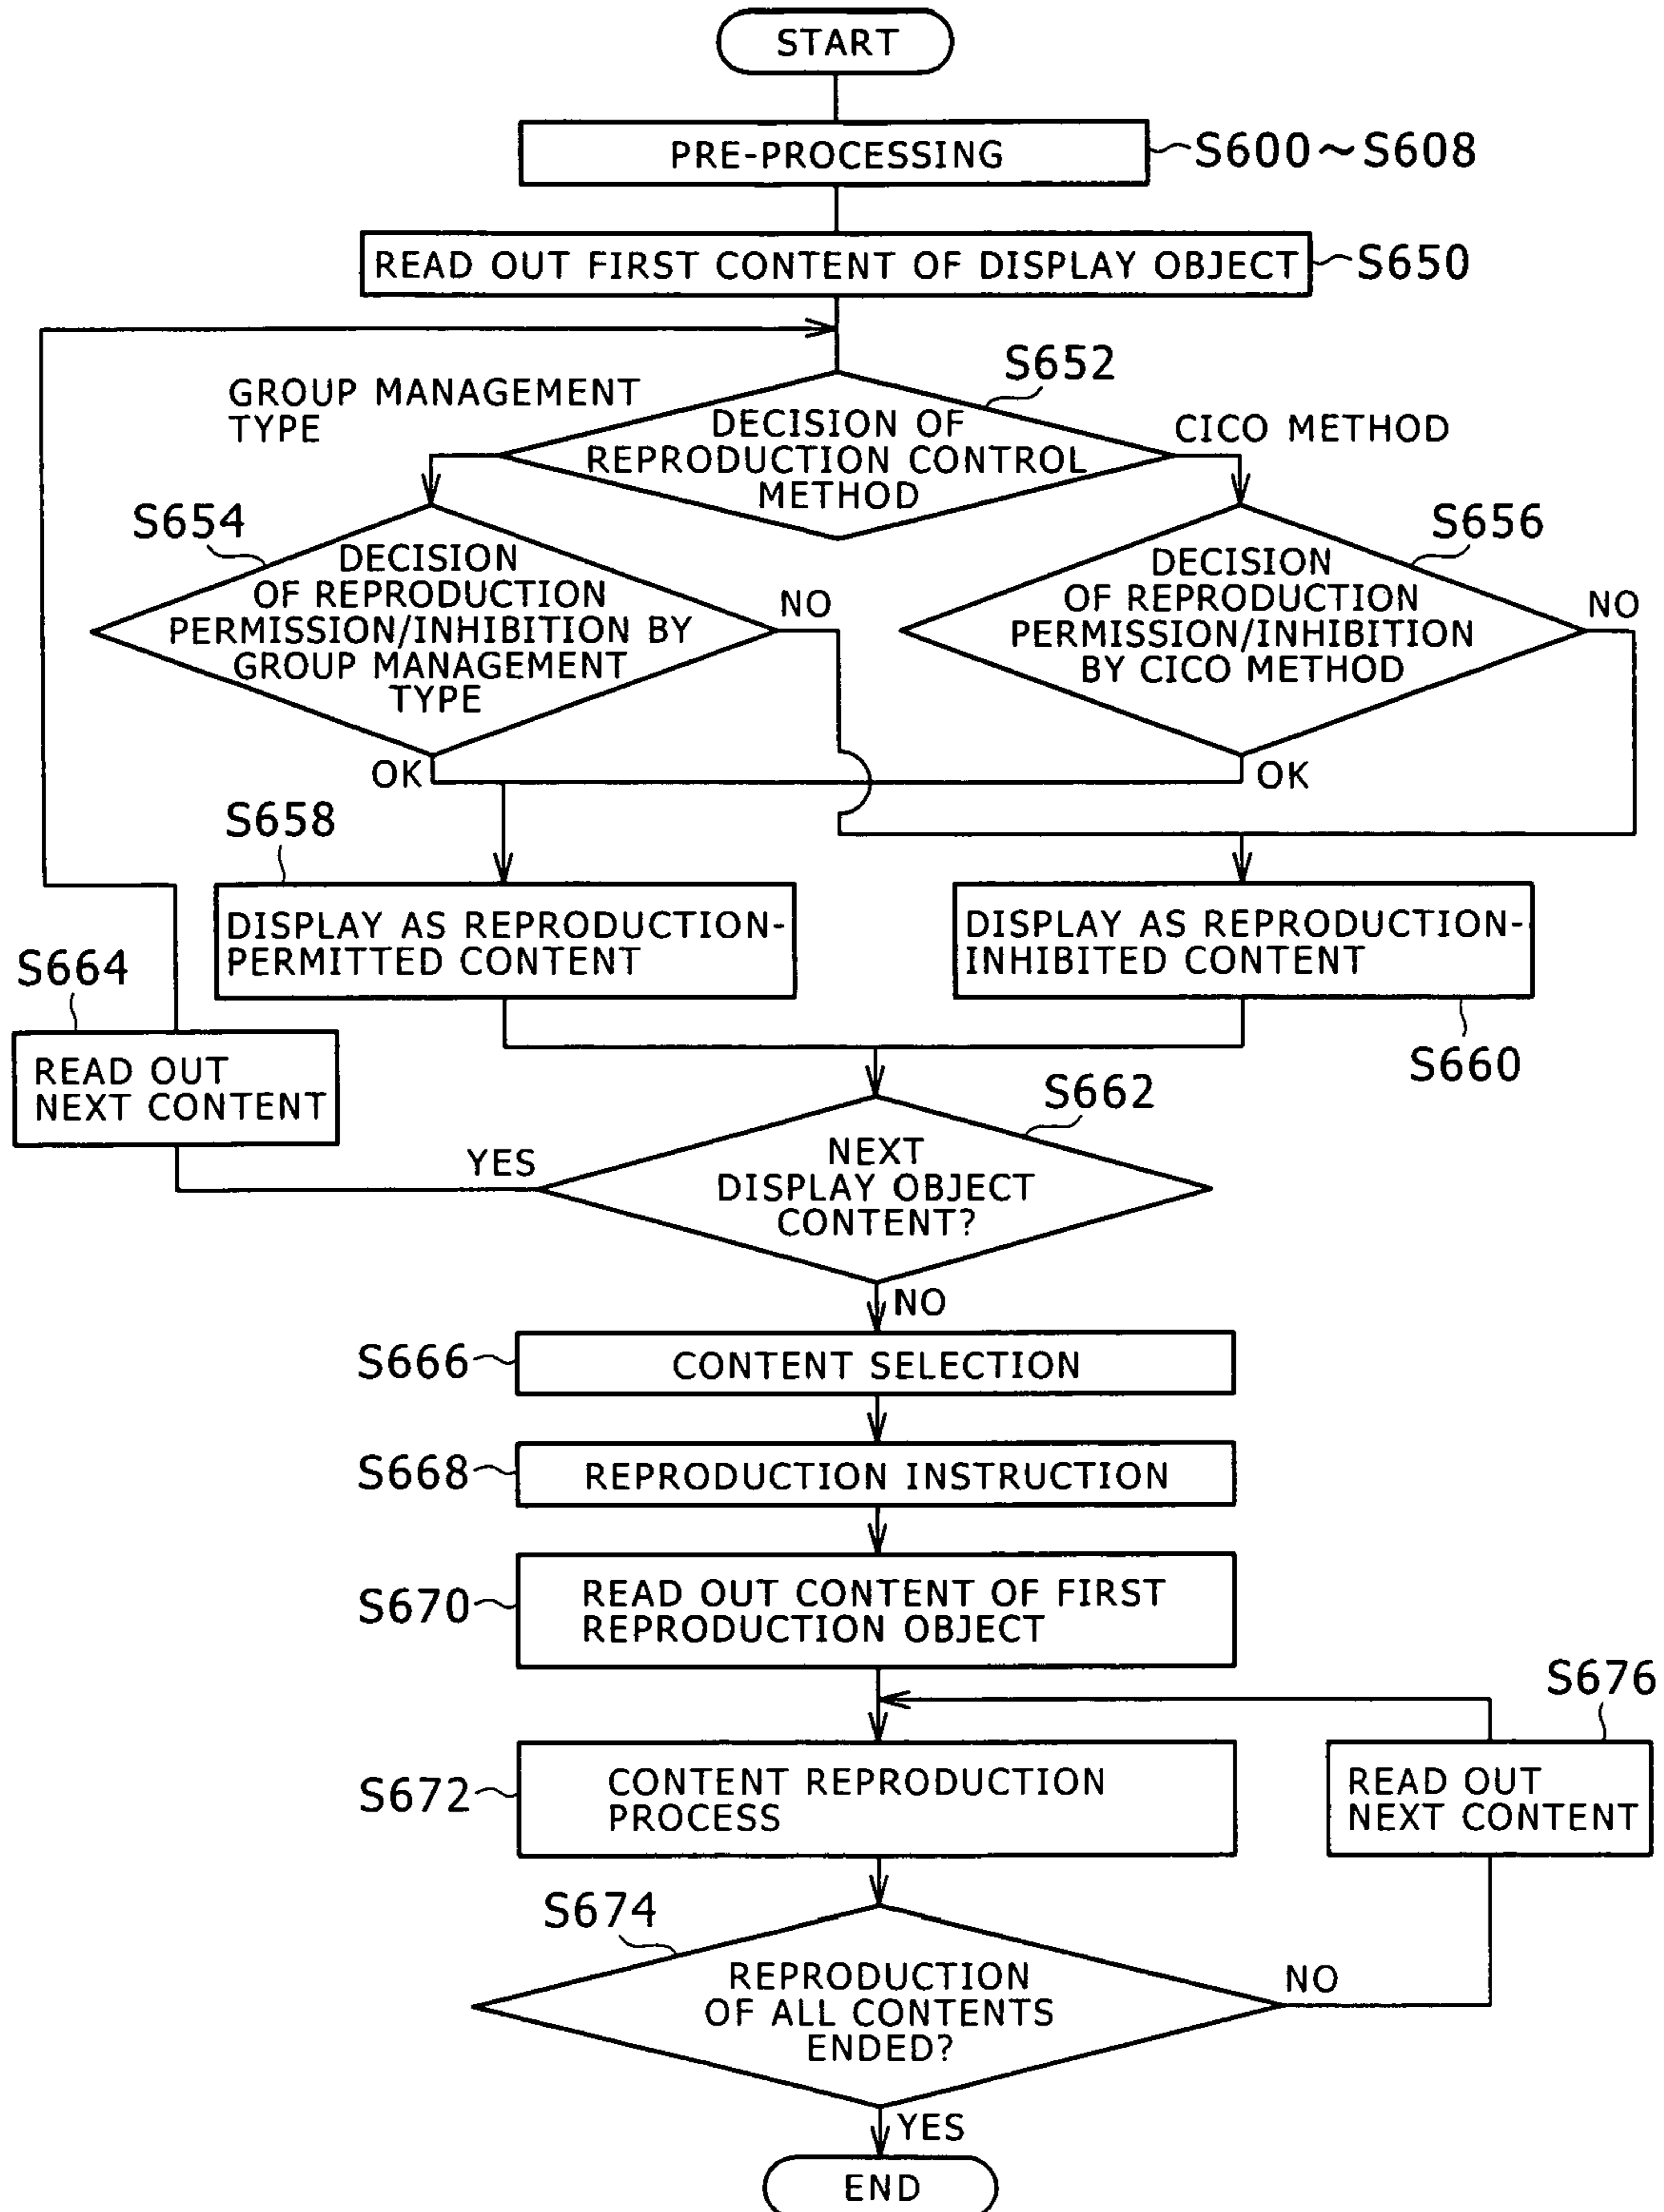 START
PRE-PROCESSING
S600～S608
READ OUT FIRST CONTENT OF DISPLAY OBJECT
S650
S652
GROUP MANAGEMENT
TYPE
DECISION OF
REPRODUCTION CONTROL
METHOD
CICO METHOD
S654
DECISION
OF REPRODUCTION
PERMISSION/INHIBITION BY
GROUP MANAGEMENT
TYPE
NO
OK
S656
DECISION
OF REPRODUCTION
PERMISSION/INHIBITION
BY CICO METHOD
NO
OK
S658
DISPLAY AS REPRODUCTION-
PERMITTED CONTENT
DISPLAY AS REPRODUCTION-
INHIBITED CONTENT
S660
S664
READ OUT
NEXT CONTENT
S662
YES
NEXT
DISPLAY OBJECT
CONTENT?
NO
S666
CONTENT SELECTION
S668
REPRODUCTION INSTRUCTION
S670
READ OUT CONTENT OF FIRST
REPRODUCTION OBJECT
S676
READ OUT
NEXT CONTENT
S672
CONTENT REPRODUCTION
PROCESS
S674
REPRODUCTION
OF ALL CONTENTS
ENDED?
NO
YES
END